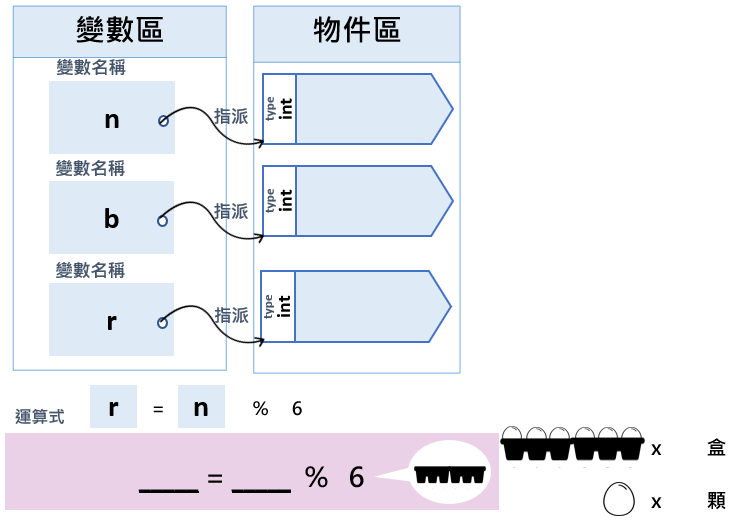 變數區
物件區
變數名稱
n
指派
type
int
變數名稱
b
指派
type
int
變數名稱
r
指派
type
int
運算式 r = n % 6
____ = ____ % 6
x 盒
x 顆